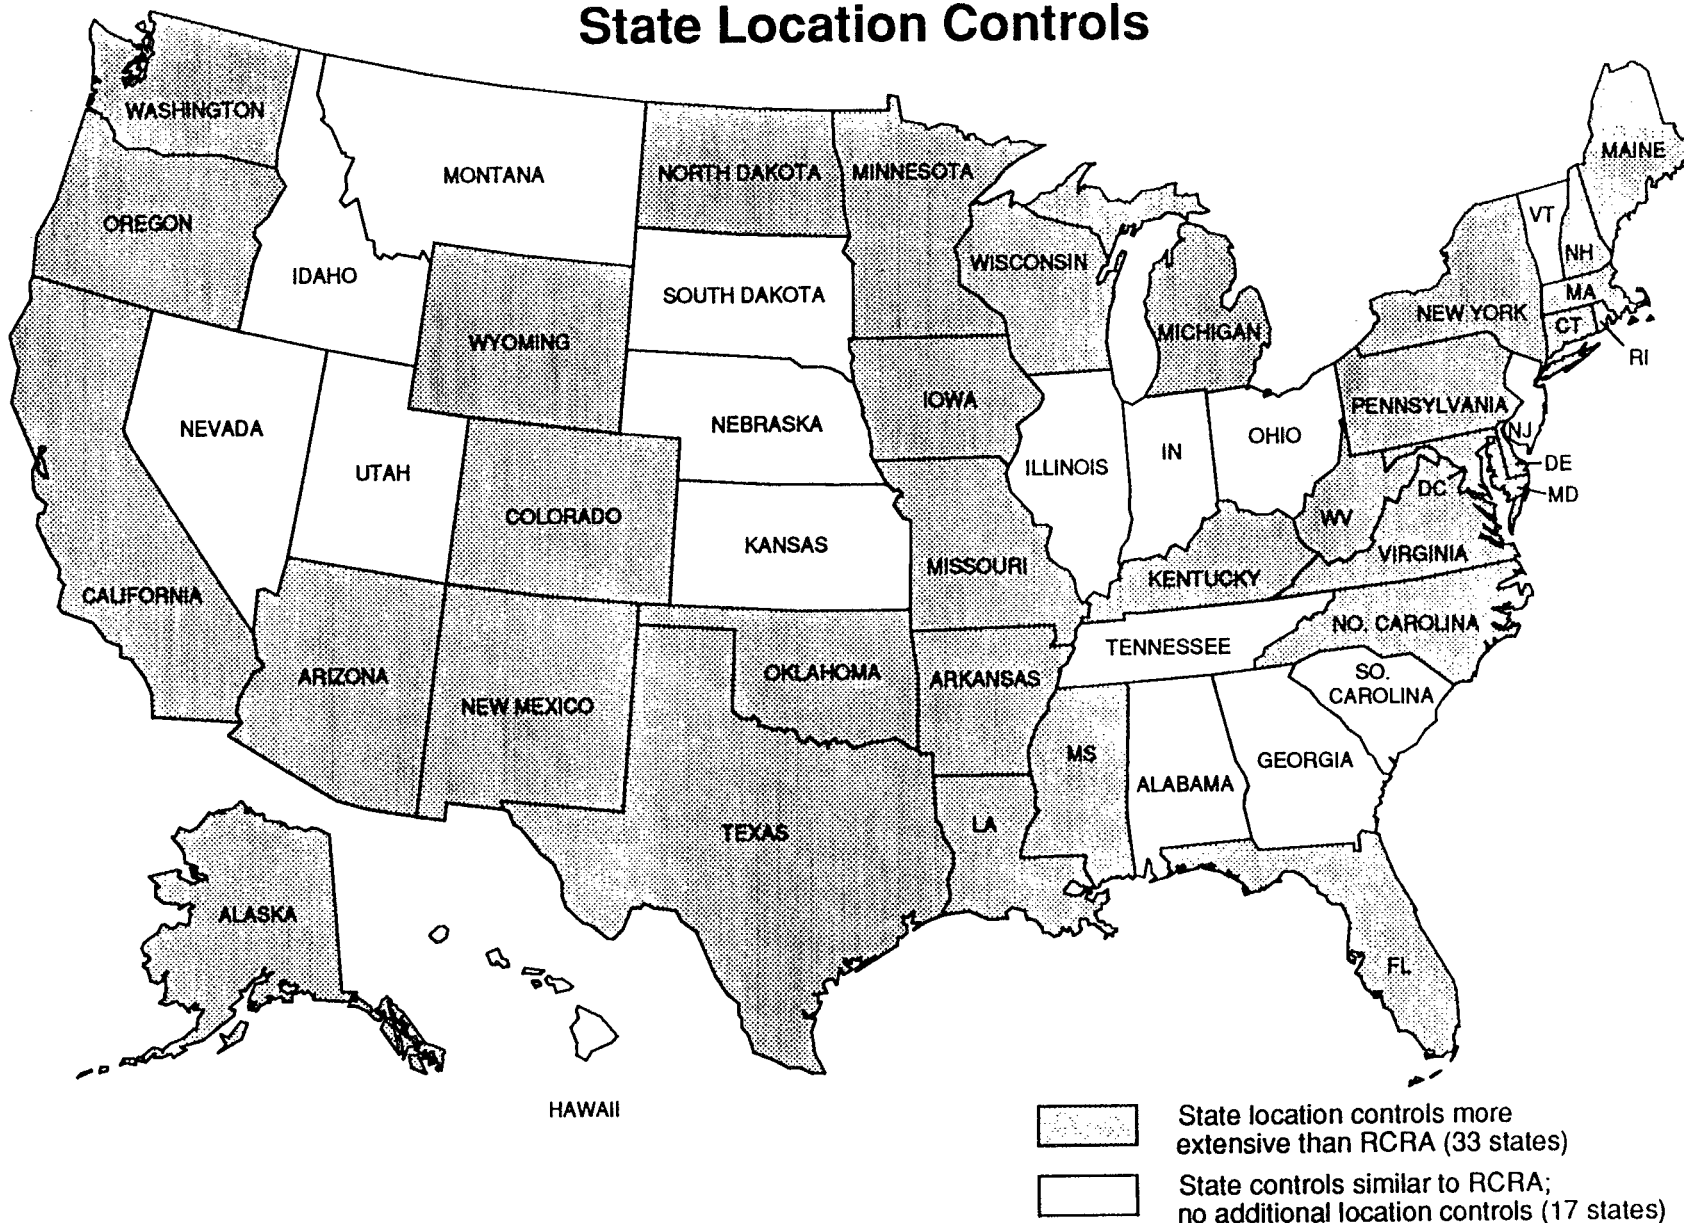 State Location Controls
WASHINGTON
MONTANA
NORTH DAKOTA
MINNESOTA
MAINE
OREGON
IDAHO
VT
NH
WISCONSIN
SOUTH DAKOTA
MA
NEW YORK
CT
WYOMING
MICHIGAN
RI
IOWA
PENNSYLVANIA
NEVADA
NEBRASKA
NJ
OHIO
UTAH
ILLINOIS
IN
DE
DC
MD
COLORADO
WV
KANSAS
VIRGINIA
MISSOURI
KENTUCKY
CALIFORNIA
NO. CAROLINA
TENNESSEE
ARIZONA
OKLAHOMA
ARKANSAS
SO.
CAROLINA
NEW MEXICO
MS
GEORGIA
ALABAMA
TEXAS
LA
ALASKA
FL
HAWAII
State location controls more
extensive than RCRA (33 states)
State controls similar to RCRA;
no additional location controls (17 states)